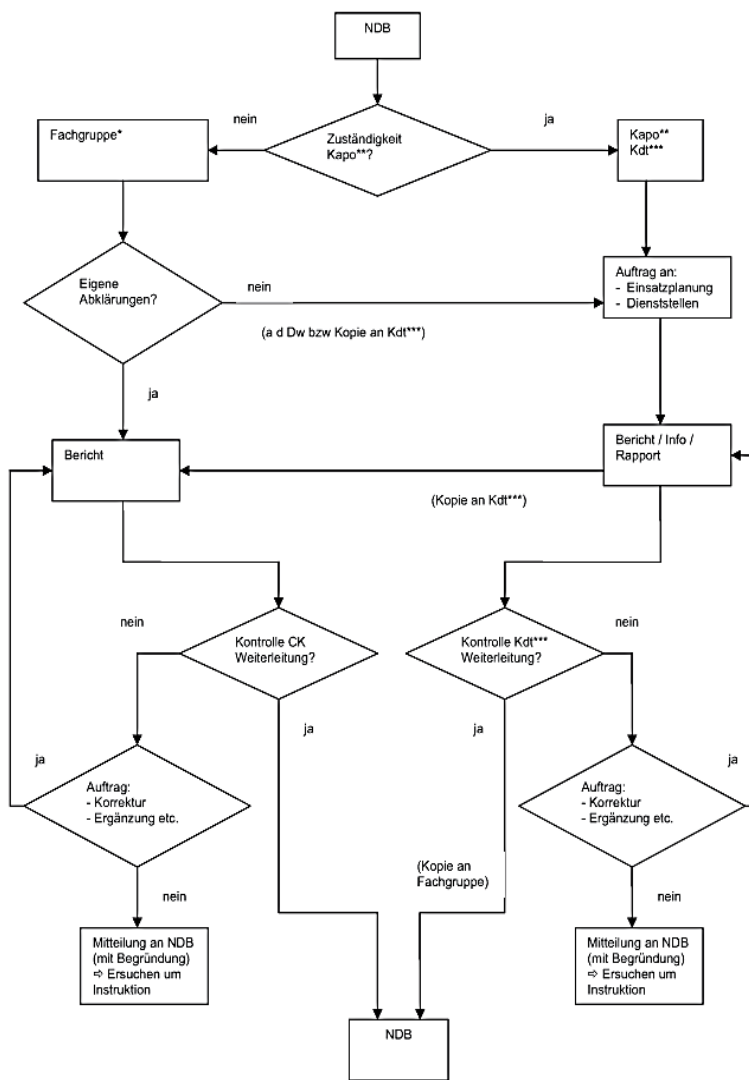 NDB
nein
ja
Fachgruppe*
Zuständigkeit
Kapo**?
Kapo**
Kdt***
Eigene
Abklärungen?
nein
Auftrag an:
- Einsatzplanung
- Dienststellen
(a d Dw bzw Kopie an Kdt***)
ja
Bericht
Bericht / Info /
Rapport
(Kopie an Kdt***)
nein
Kontrolle CK
Weiterleitung?
Kontrolle Kdt***
Weiterleitung?
nein
ja
ja
ja
Auftrag:
- Korrektur
- Ergänzung etc.
Auftrag:
- Korrektur
- Ergänzung etc.
ja
(Kopie an
Fachgruppe)
nein
nein
Mitteilung an NDB
(mit Begründung)
⇨ Ersuchen um
Instruktion
Mitteilung an NDB
(mit Begründung)
⇨ Ersuchen um
Instruktion
NDB